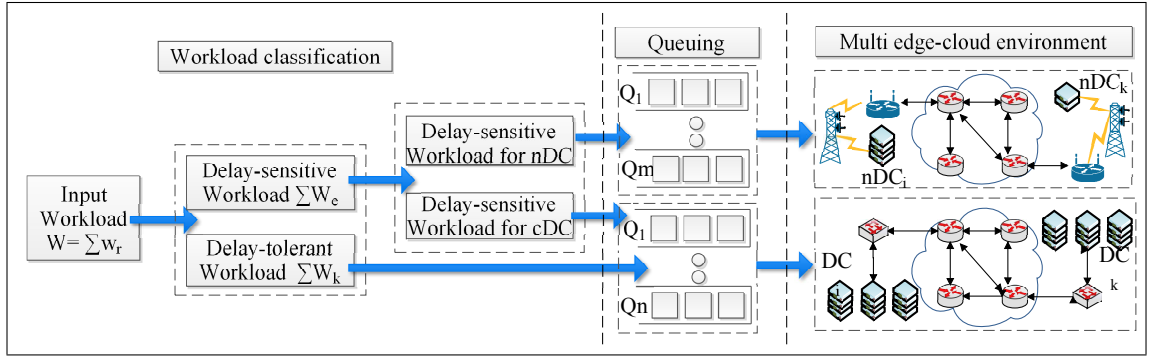 Workload classification
Queuing
Multi edge-cloud environment
Input
Workload
W= ∑wr
Delay-sensitive
Workload ∑We
Delay-tolerant
Workload ∑Wk
Delay-sensitive
Workload for nDC
Delay-sensitive
Workload for cDC
Q1
Qm
Q1
Qn
nDCi
nDCk
DC
DC
k